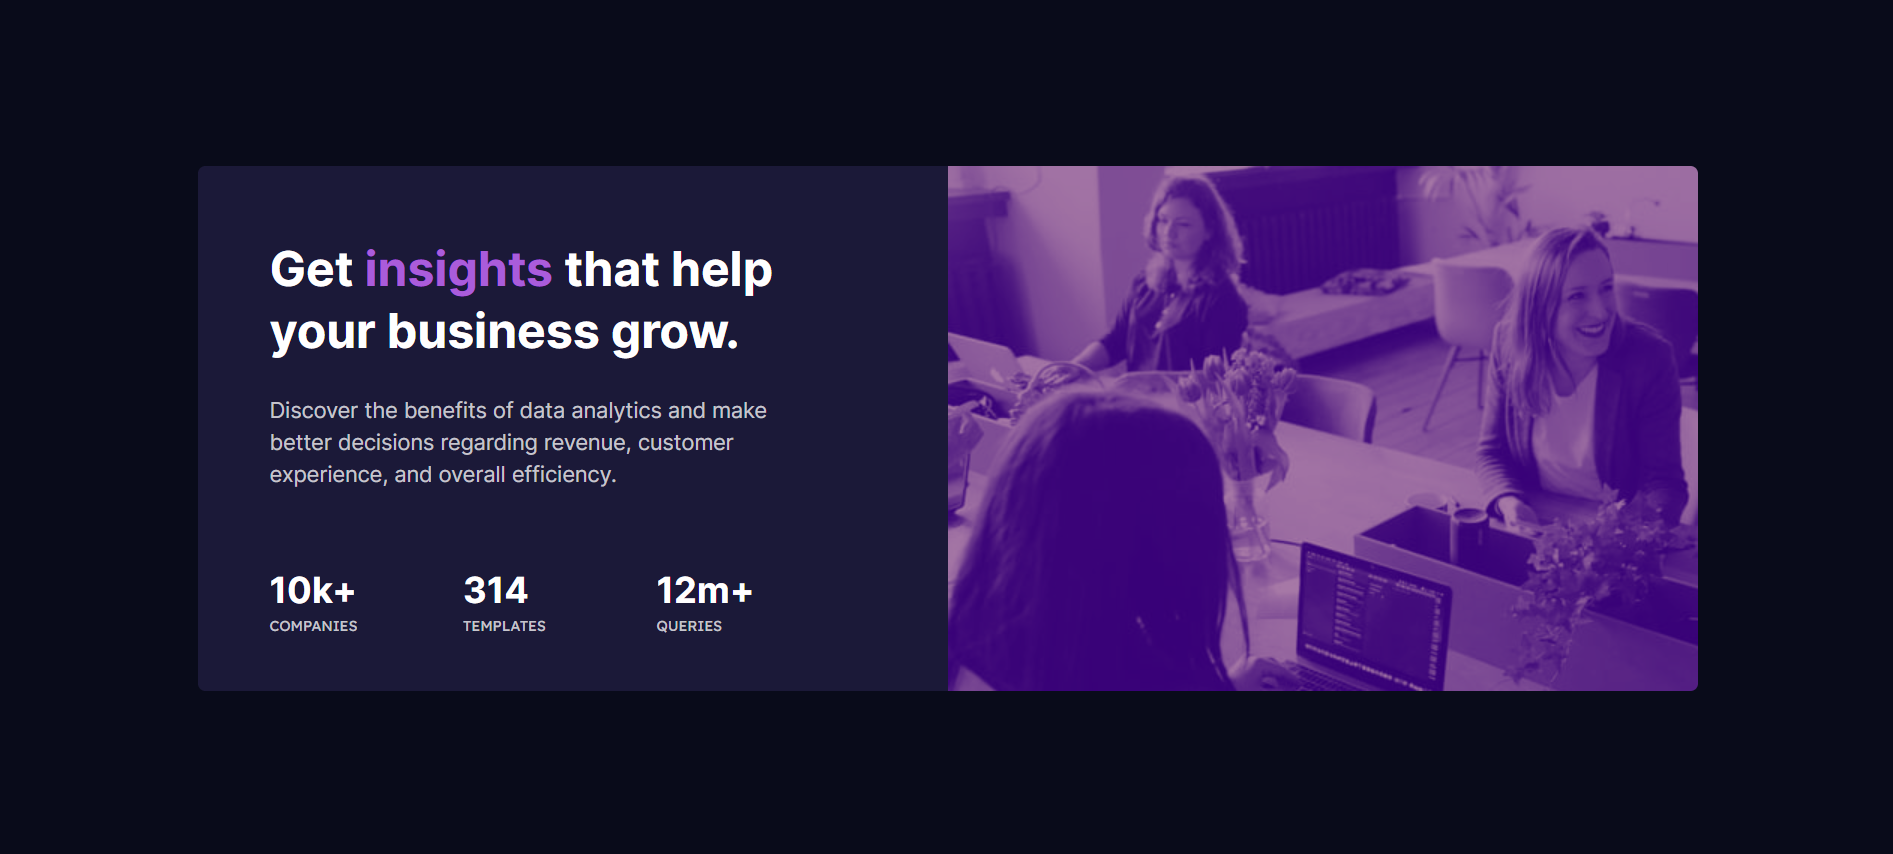 Get insights that help
your business grow.
Discover the benefits of data analytics and make
better decisions regarding revenue, customer
experience, and overall efficiency.
10k+ 314 12m+
COMPANIES TEMPLATES QUERIES